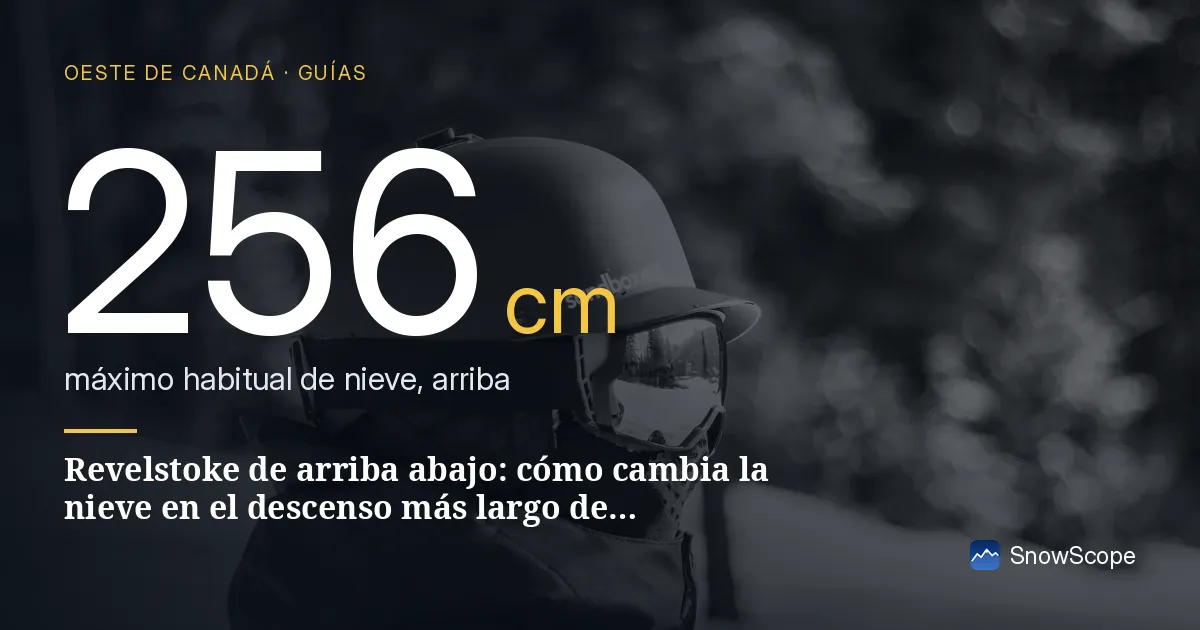 OESTE DE CANADÁ · GUÍAS
256 cm
máximo habitual de nieve, arriba
Revelstoke de arriba abajo: cómo cambia la
nieve en el descenso más largo de...
SnowScope